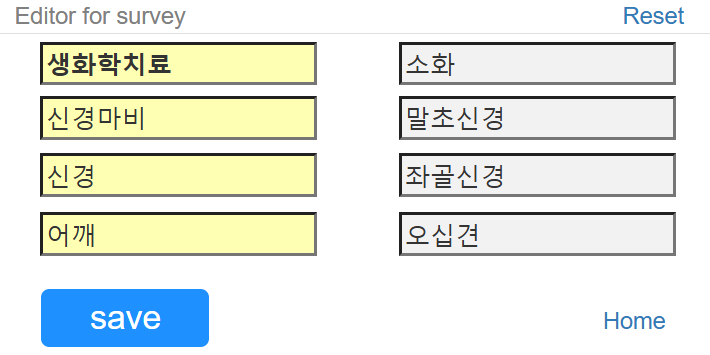 Editor for survey Reset
생화학치료 소화
신경마비 말초신경
신경 좌골신경
어깨 오십견
save Home